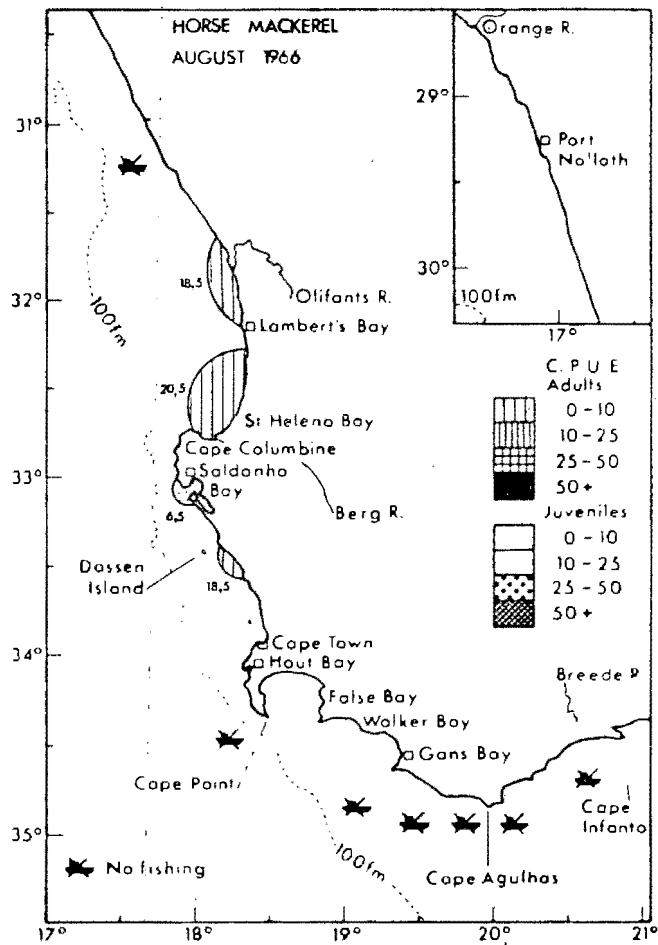 HORSE MACKEREL
AUGUST 1966
Orange R.
29°
Port
Nolloth
30°
100fm
17°
31°
18,5
Olifants R.
100fm
32°
Lambert's Bay
C. P U E
Adults
0-10
10-25
25-50
50+
Juveniles
0-10
10-25
25-50
50+
20,5
St Helena Bay
Cape Columbine
33°
Saldanha
Bay
6,5
Berg R.
Dassen
Island
18,5
34°
Cape Town
Hout Bay
Breede R
False Bay
Walker Bay
Gans Bay
Cape Point
Cape
Infanta
35°
100fm
No fishing
Cape Agulhas
17°
18°
19°
20°
21°